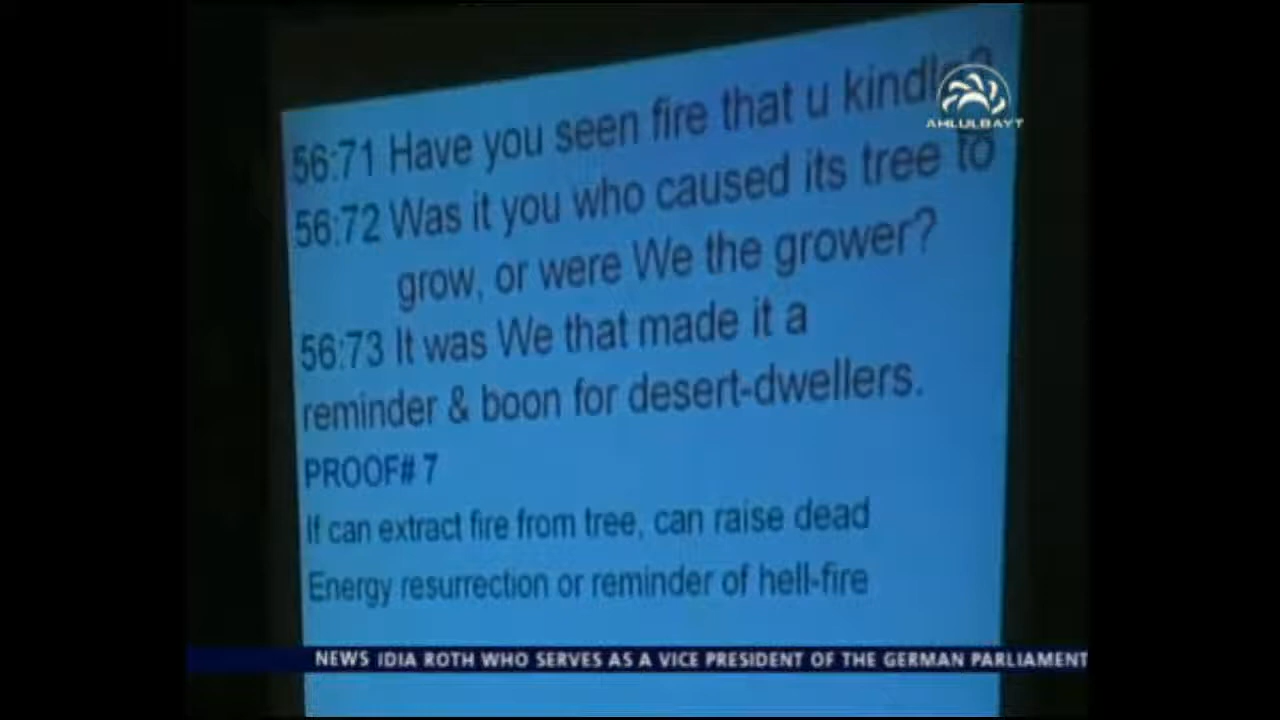 56:71 Have you seen fire that u kindle?
56:72 Was it you who caused its tree to
grow, or were We the grower?
56:73 It was We that made it a
reminder & boon for desert-dwellers.
PROOF# 7
If can extract fire from tree, can raise dead
Energy resurrection or reminder of hell-fire
AHLULBAYT
NEWS IDIA ROTH WHO SERVES AS A VICE PRESIDENT OF THE GERMAN PARLIAMENT